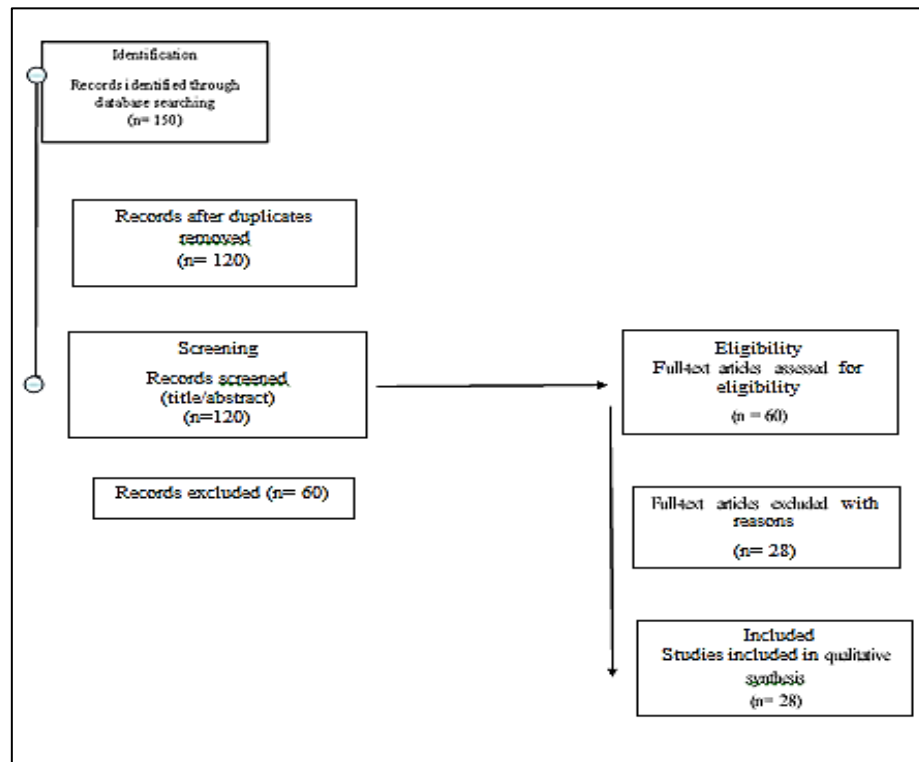 Identification
Records identified through
database searching
(n= 150)
Records after duplicates
removed
(n= 120)
Screening
Records screened
(title/abstract)
(n=120)
Records excluded (n= 60)
Eligibility
Full-text articles assessed for
eligibility
(n = 60)
Full-text articles excluded with
reasons
(n= 28)
Included
Studies included in qualitative
synthesis
(n= 28)